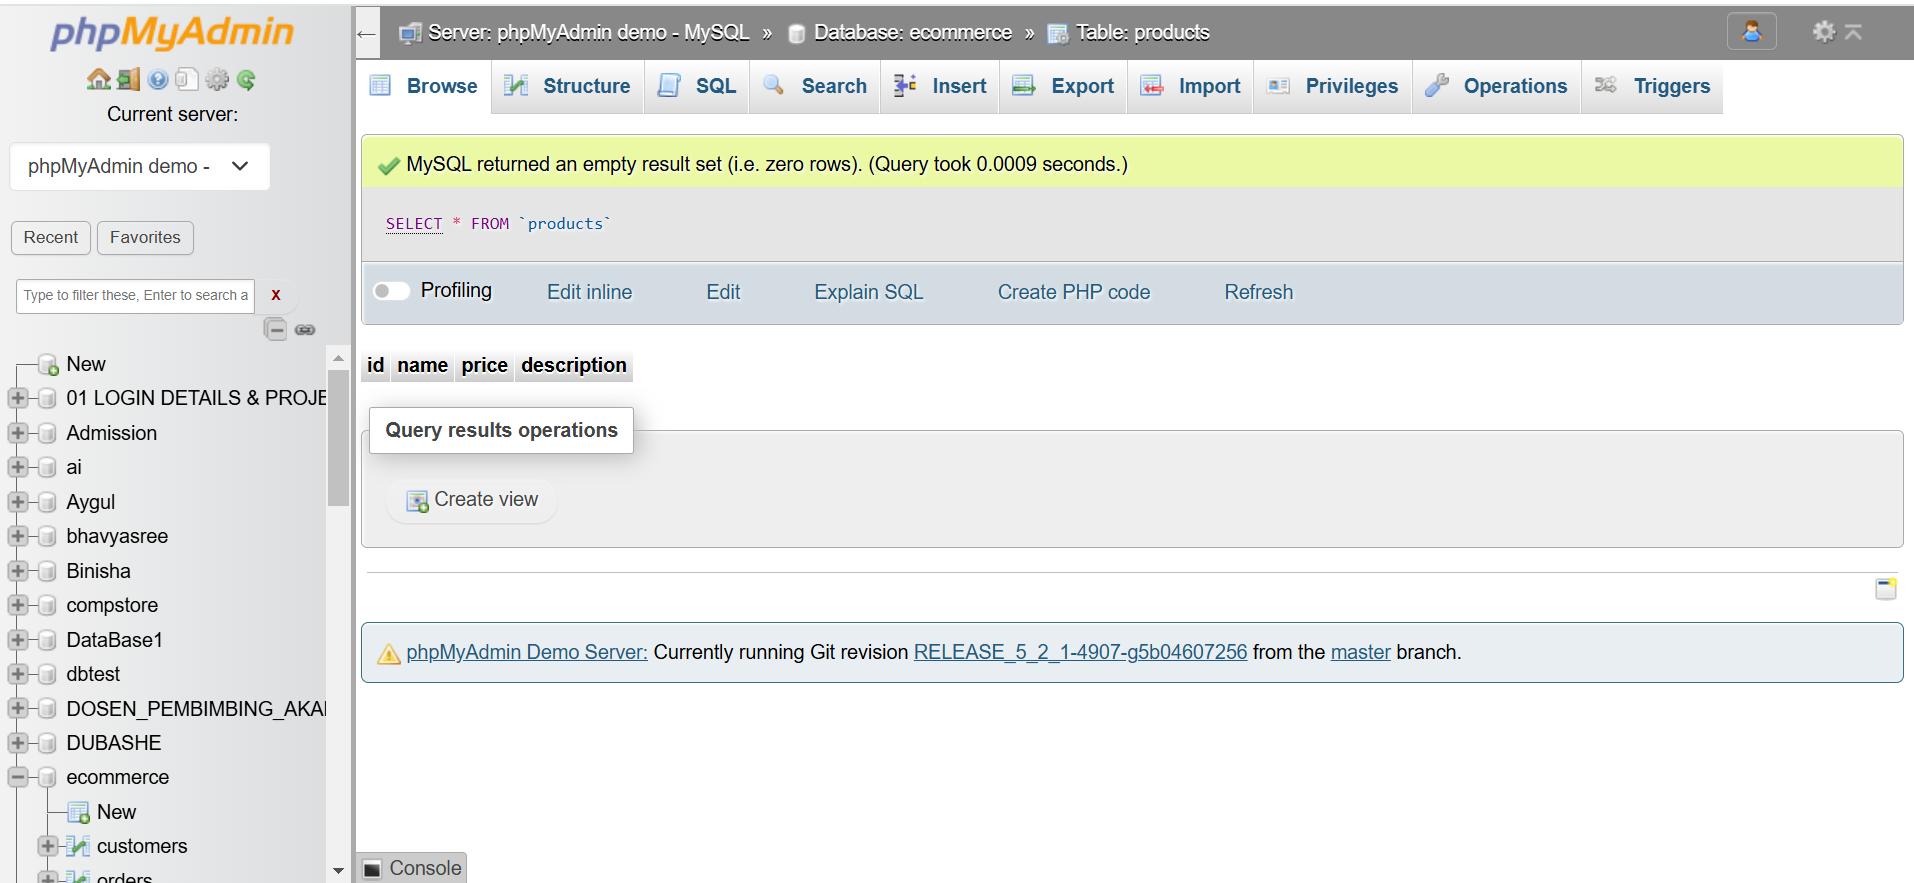 phpMyAdmin
Current server:
phpMyAdmin demo -
Recent Favorites
Type to filter these, Enter to search a X
New
01 LOGIN DETAILS & PROJE
Admission
ai
Aygul
bhavyasree
Binisha
compstore
DataBase1
dbtest
DOSEN_PEMBIMBING_AKAI
DUBASHE
ecommerce
New
customers
orders
Server: phpMyAdmin demo - MySQL » Database: ecommerce » Table: products
Browse Structure SQL Search Insert Export Import Privileges Operations Triggers
MySQL returned an empty result set (i.e. zero rows). (Query took 0.0009 seconds.)
SELECT * FROM `products`
Profiling Edit inline Edit Explain SQL Create PHP code Refresh
id name price description
Query results operations
Create view
phpMyAdmin Demo Server: Currently running Git revision RELEASE_5_2_1-4907-g5b04607256 from the master branch.
Console